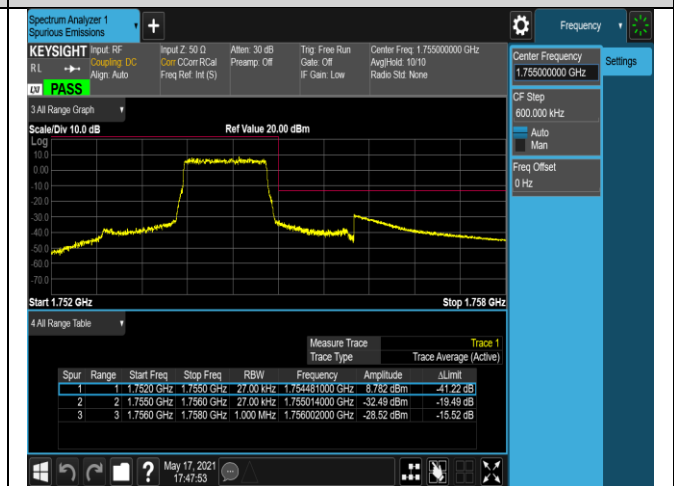 Spectrum Analyzer 1
Spurious Emissions
+
Frequency
KEYSIGHT Input: RF
RL
Coupling: DC
Align: Auto
LXI PASS
Input Z: 50 Ω
Corr CCorr RCal
Freq Ref: Int (S)
Atten: 30 dB
Preamp: Off
Trig: Free Run
Gate: Off
IF Gain: Low
Center Freq: 1.755000000 GHz
Avg|Hold: 10/10
Radio Std: None
Center Frequency
1.755000000 GHz
Settings
CF Step
600.000 kHz
Auto
Man
Freq Offset
0 Hz
3 All Range Graph
Scale/Div 10.0 dB Ref Value 20.00 dBm
Log
10.0
0.00
-10.0
-20.0
-30.0
-40.0
-50.0
-60.0
-70.0
Start 1.752 GHz Stop 1.758 GHz
4 All Range Table
Measure Trace Trace 1
Trace Type Trace Average (Active)
Spur Range Start Freq Stop Freq RBW Frequency Amplitude ΔLimit
1 1 1.7520 GHz 1.7550 GHz 27.00 kHz 1.754481000 GHz 8.782 dBm -41.22 dB
2 2 1.7550 GHz 1.7560 GHz 27.00 kHz 1.755014000 GHz -32.49 dBm -19.49 dB
3 3 1.7560 GHz 1.7580 GHz 1.000 MHz 1.756002000 GHz -28.52 dBm -15.52 dB
? May 17, 2021
17:47:53